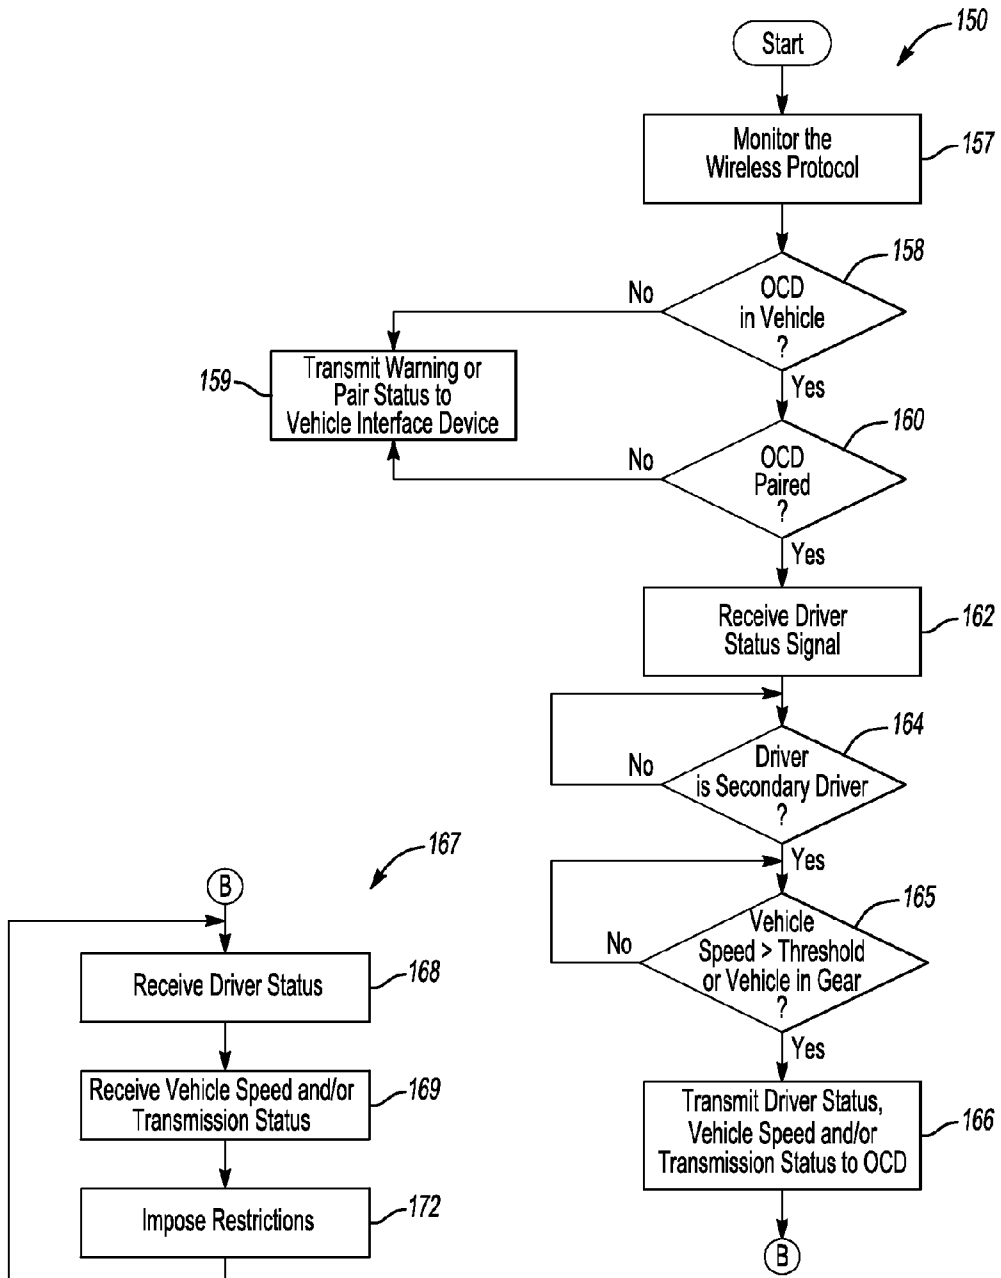 150
Start
Monitor the
Wireless Protocol
157
158
OCD
in Vehicle
?
No
Yes
159
Transmit Warning or
Pair Status to
Vehicle Interface Device
160
OCD
Paired
?
No
Yes
Receive Driver
Status Signal
162
164
Driver
is Secondary Driver
?
No
Yes
165
Vehicle
Speed > Threshold
or Vehicle in Gear
?
No
Yes
Transmit Driver Status,
Vehicle Speed and/or
Transmission Status to OCD
166
B
167
B
Receive Driver Status
168
Receive Vehicle Speed and/or
Transmission Status
169
Impose Restrictions
172